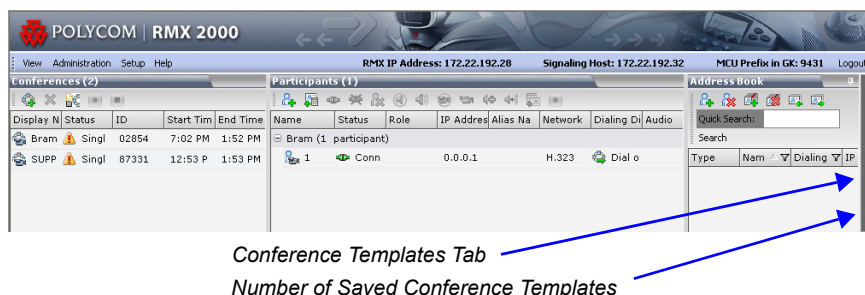 POLYCOM | RMX 2000
View Administration Setup Help RMX IP Address: 172.22.192.28 Signaling Host: 172.22.192.32 MCU Prefix in GK: 9431 Logout
Conferences (2) Participants (1) Address Book
Quick Search:
Display N Status ID Start Tim End Time Name Status Role IP Addres Alias Na Network Dialing Di Audio
Search
Bram Singl 02854 7:02 PM 1:52 PM Bram (1 participant)
Type Nam Dialing IP
SUPP Singl 87331 12:53 P 1:53 PM 1 Conn 0.0.0.1 H.323 Dial o
Conference Templates Tab
Number of Saved Conference Templates